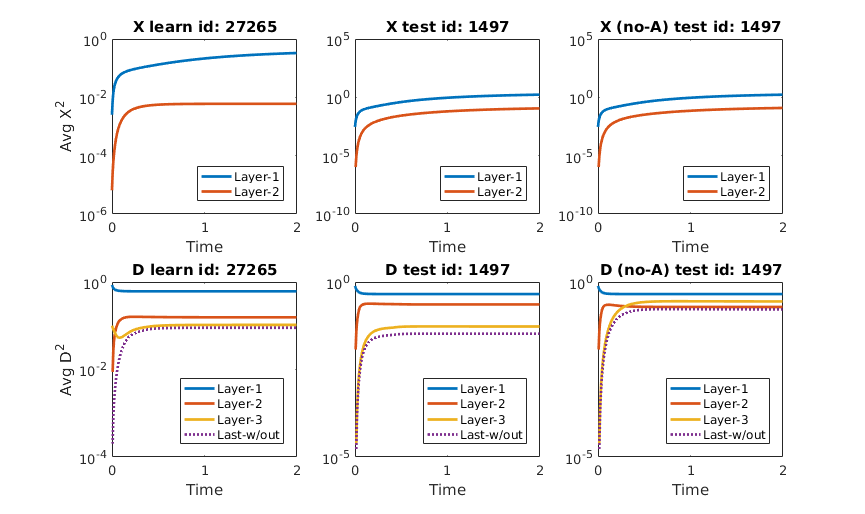 X learn id: 27265
10^0
10^-2
10^-4
10^-6
Avg X^2
0 1 2
Time
Layer-1
Layer-2
X test id: 1497
10^5
10^0
10^-5
10^-10
0 1 2
Time
Layer-1
Layer-2
X (no-A) test id: 1497
10^5
10^0
10^-5
10^-10
0 1 2
Time
Layer-1
Layer-2
D learn id: 27265
10^0
10^-2
10^-4
Avg D^2
0 1 2
Time
Layer-1
Layer-2
Layer-3
Last-w/out
D test id: 1497
10^0
10^-5
0 1 2
Time
Layer-1
Layer-2
Layer-3
Last-w/out
D (no-A) test id: 1497
10^0
10^-5
0 1 2
Time
Layer-1
Layer-2
Layer-3
Last-w/out